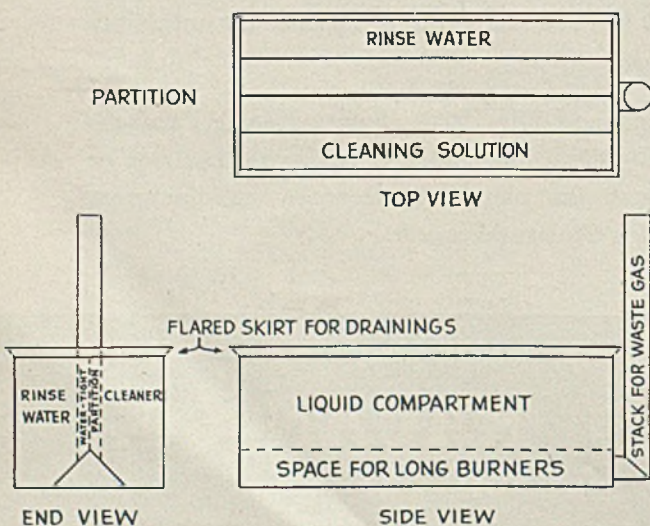 RINSE WATER
PARTITION
CLEANING SOLUTION
TOP VIEW
STACK FOR WASTE GAS
FLARED SKIRT FOR DRAININGS
RINSE
WATER
WATER-TIGHT
PARTITION
CLEANER
LIQUID COMPARTMENT
SPACE FOR LONG BURNERS
END VIEW
SIDE VIEW